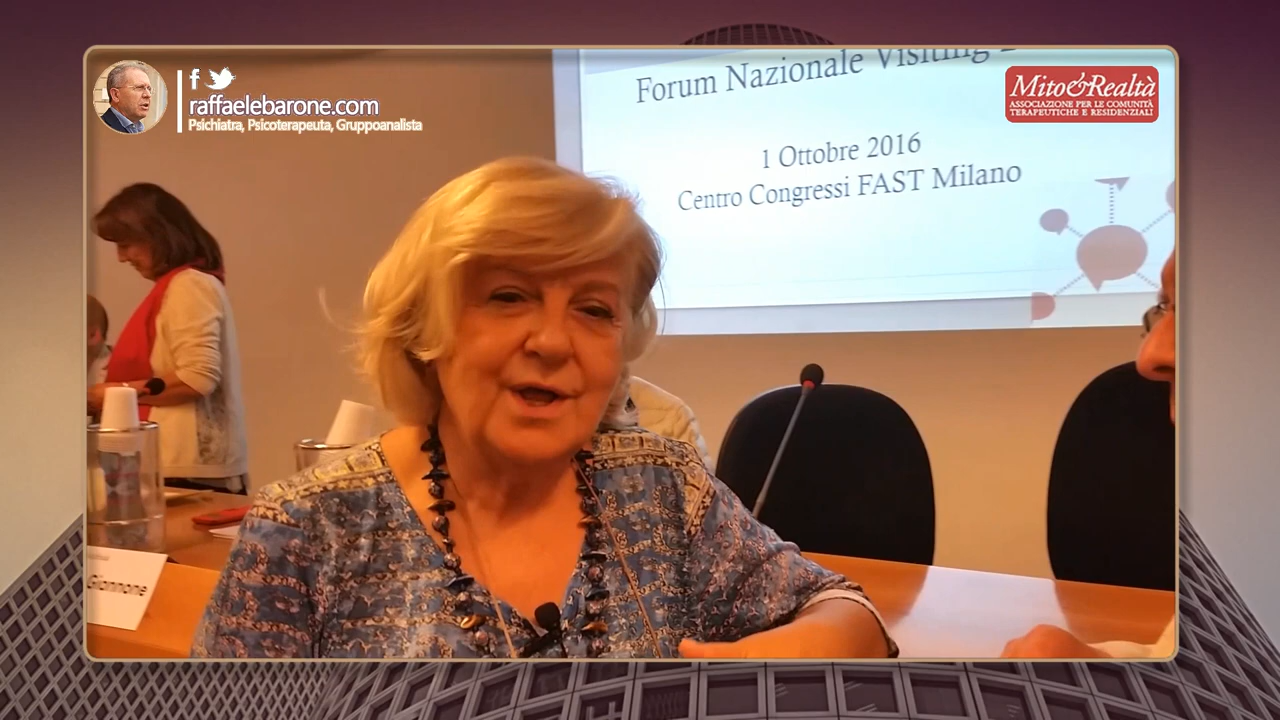 raffaelebarone.com
Psichiatra, Psicoterapeuta, Gruppoanalista
Mito&Realtà
ASSOCIAZIONE PER LE COMUNITÀ
TERAPEUTICHE E RESIDENZIALI
Forum Nazionale Visiting
1 Ottobre 2016
Centro Congressi FAST Milano
Giannone